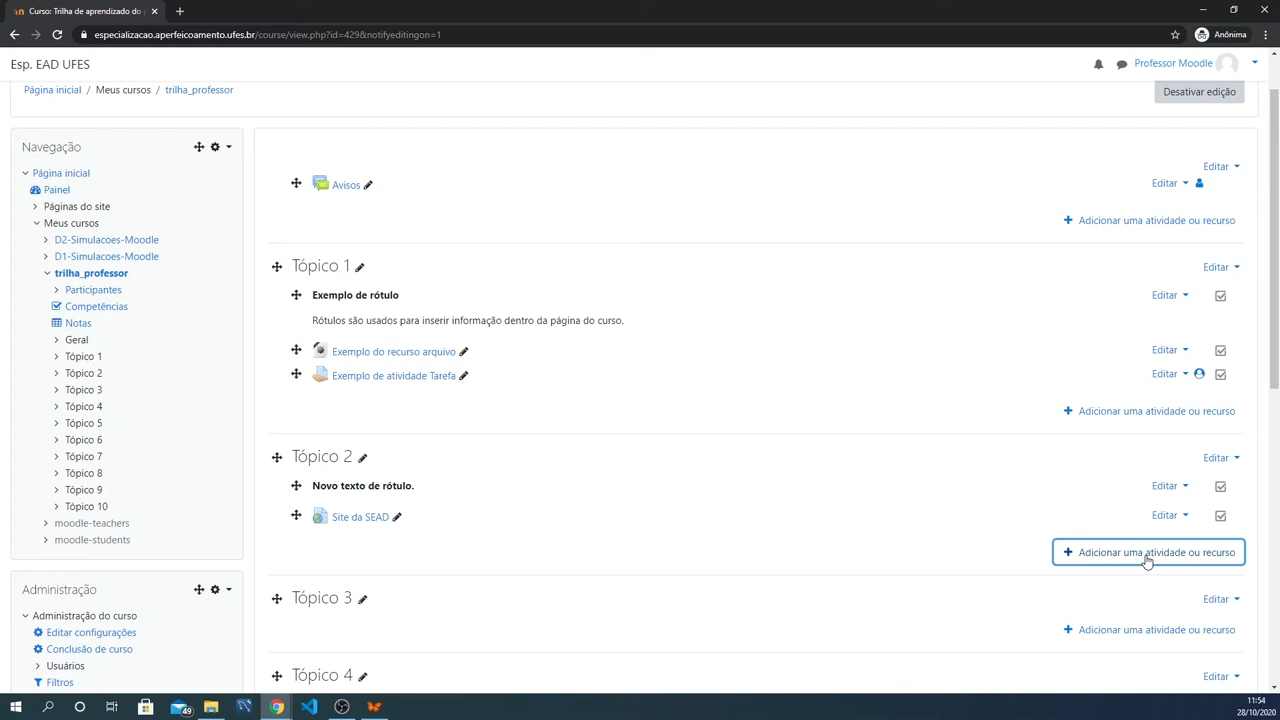 Curso: Trilha de aprendizado do
especializacao.aperfeicoamento.ufes.br/course/view.php?id=429&notifyeditingon=1
Anônima
Esp. EAD UFES
Professor Moodle
Página inicial / Meus cursos / trilha_professor
Desativar edição
Navegação
Página inicial
Painel
Páginas do site
Meus cursos
D2-Simulacoes-Moodle
D1-Simulacoes-Moodle
trilha_professor
Participantes
Competências
Notas
Geral
Tópico 1
Tópico 2
Tópico 3
Tópico 4
Tópico 5
Tópico 6
Tópico 7
Tópico 8
Tópico 9
Tópico 10
moodle-teachers
moodle-students
Administração
Administração do curso
Editar configurações
Conclusão de curso
Usuários
Filtros
Editar
Avisos
Editar
Adicionar uma atividade ou recurso
Tópico 1
Editar
Exemplo de rótulo
Editar
Rótulos são usados para inserir informação dentro da página do curso.
Exemplo do recurso arquivo
Editar
Exemplo de atividade Tarefa
Editar
Adicionar uma atividade ou recurso
Tópico 2
Editar
Novo texto de rótulo.
Editar
Site da SEAD
Editar
Adicionar uma atividade ou recurso
Tópico 3
Editar
Adicionar uma atividade ou recurso
Tópico 4
Editar
49
11:54
28/10/2020